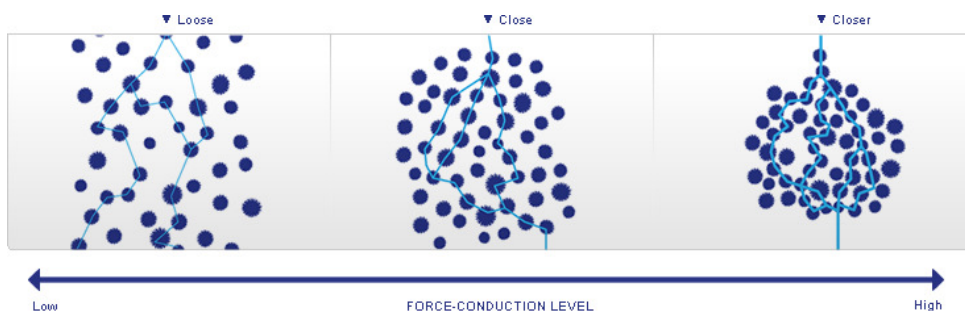 Loose
Close
Closer
Low
FORCE-CONDUCTION LEVEL
High